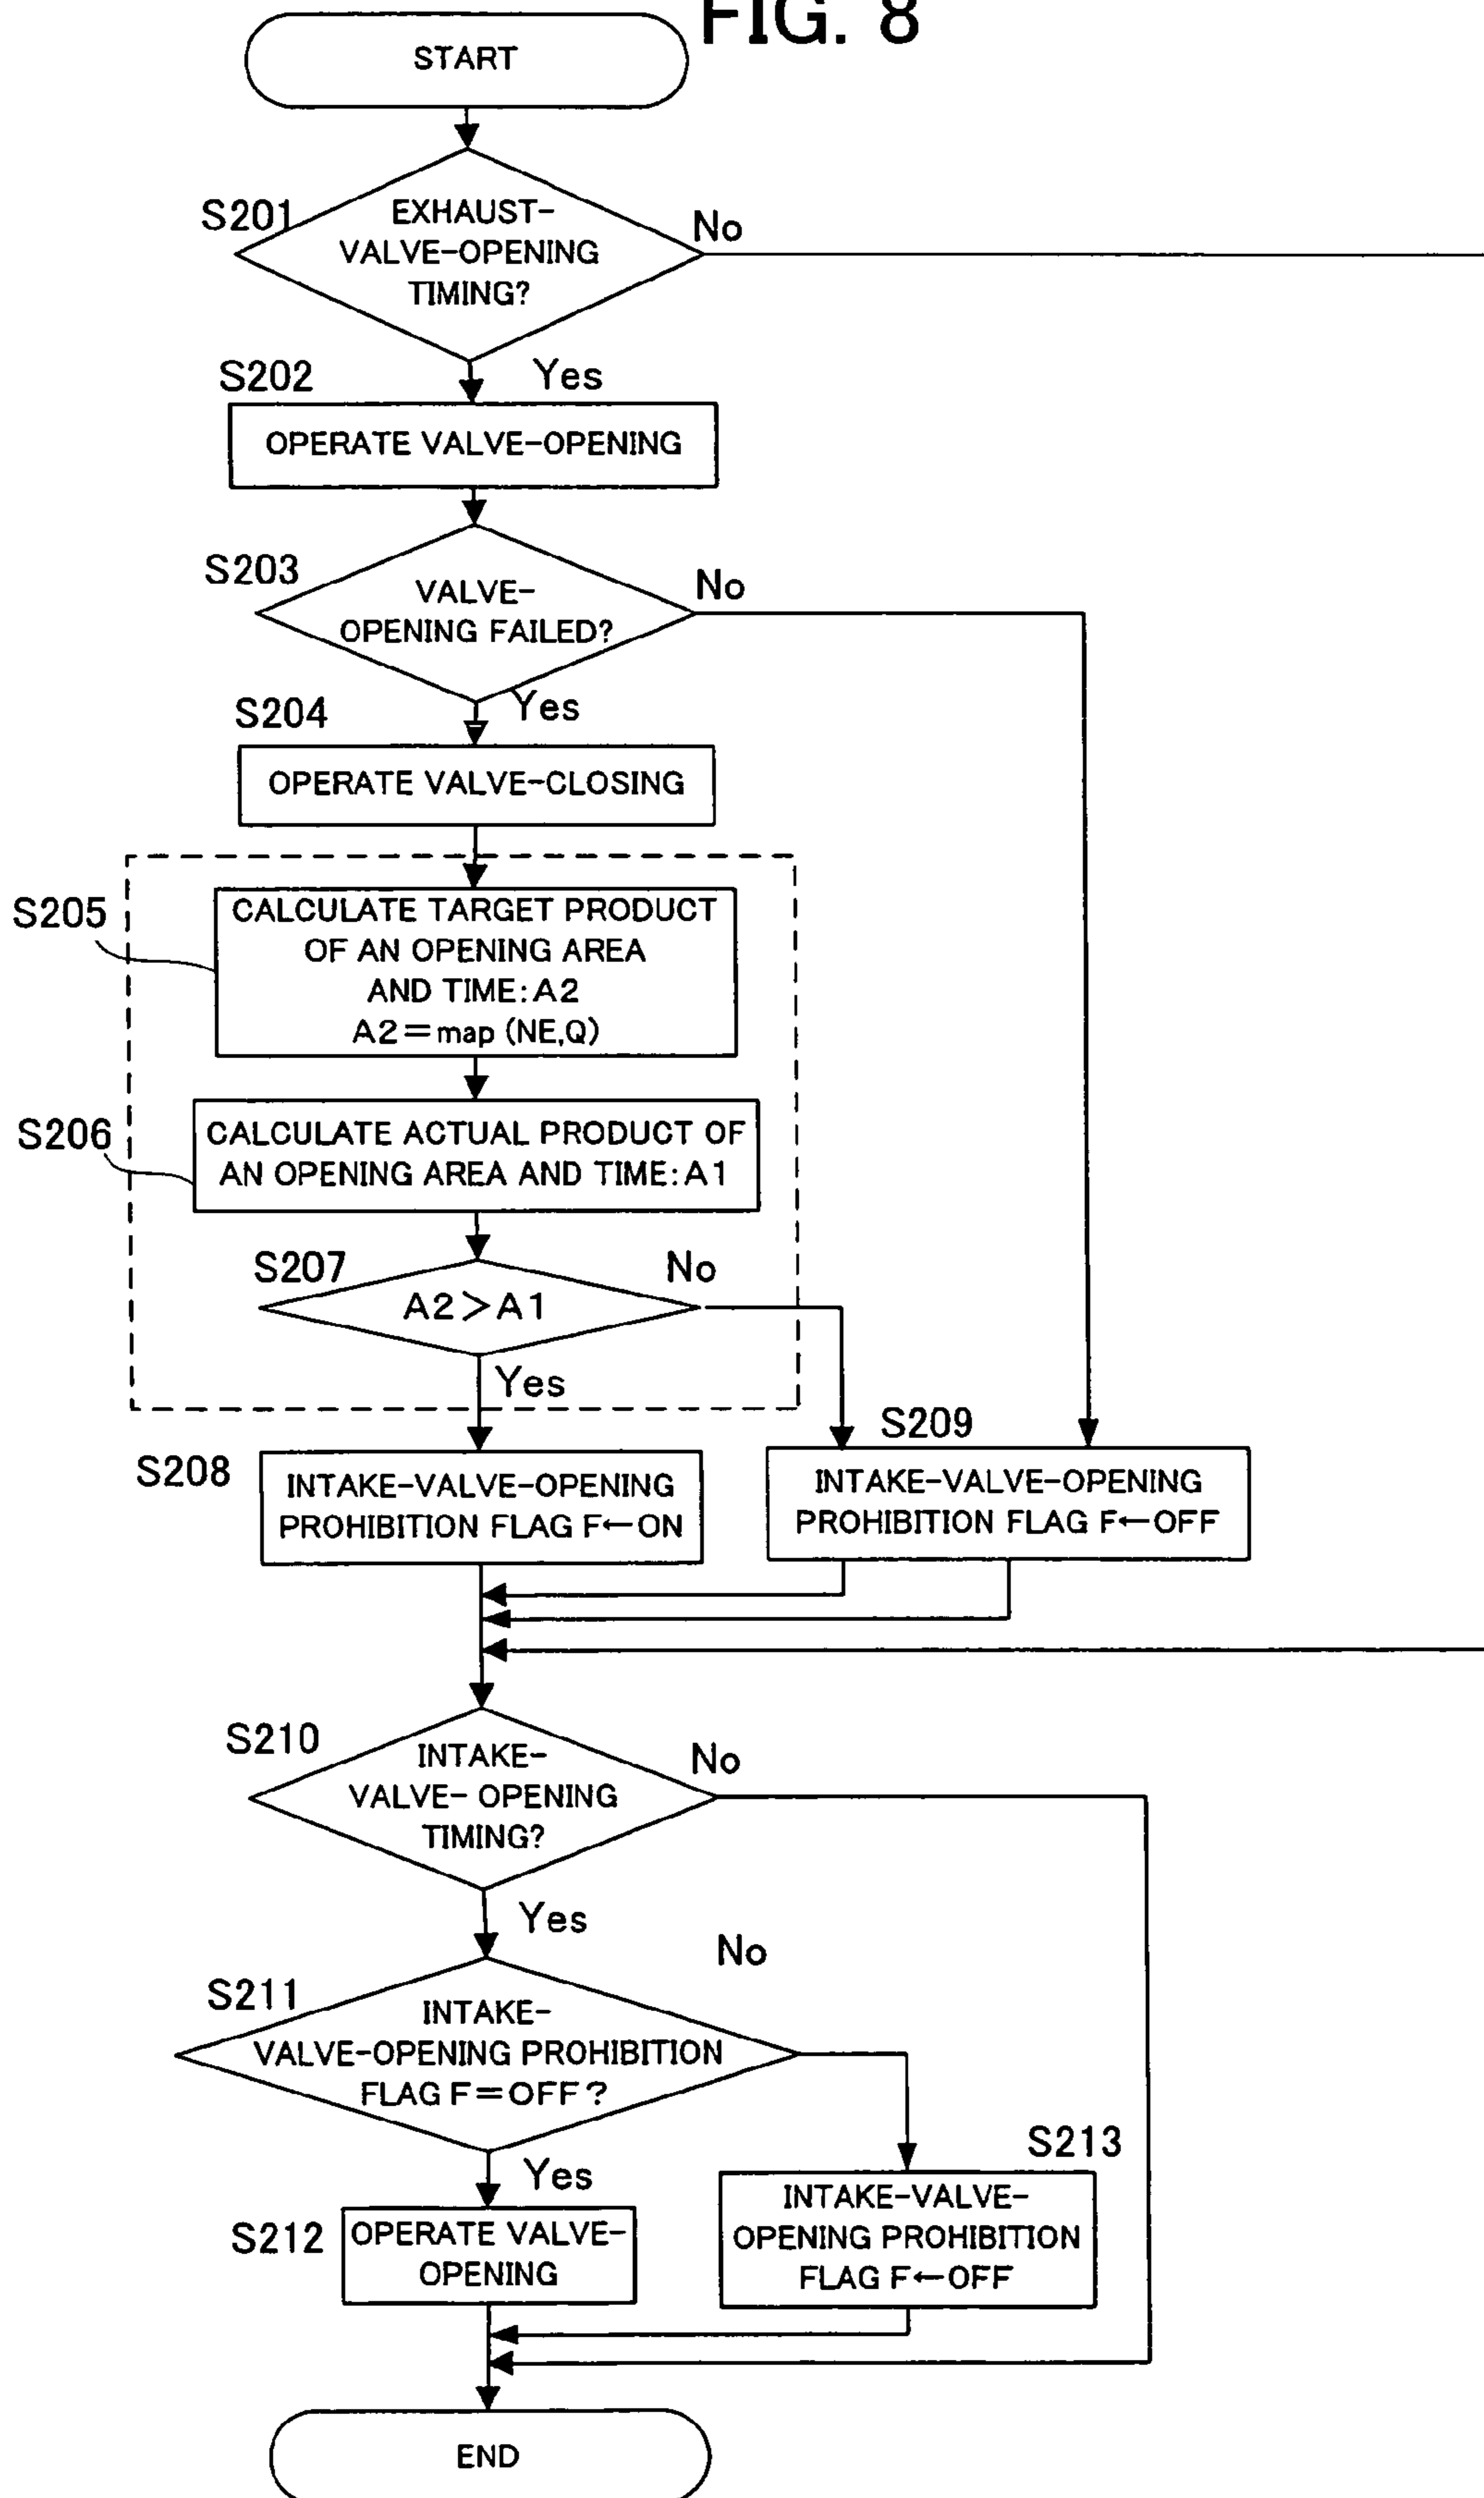 FIG. 8
START
S201
EXHAUST-
VALVE-OPENING
TIMING?
No
Yes
S202
OPERATE VALVE-OPENING
S203
VALVE-
OPENING FAILED?
No
Yes
S204
OPERATE VALVE-CLOSING
S205
CALCULATE TARGET PRODUCT
OF AN OPENING AREA
AND TIME:A2
A2=map (NE,Q)
S206
CALCULATE ACTUAL PRODUCT OF
AN OPENING AREA AND TIME:A1
S207
A2>A1
No
Yes
S208
INTAKE-VALVE-OPENING
PROHIBITION FLAG F←ON
S209
INTAKE-VALVE-OPENING
PROHIBITION FLAG F←OFF
S210
INTAKE-
VALVE- OPENING
TIMING?
No
Yes
S211
INTAKE-
VALVE-OPENING PROHIBITION
FLAG F=OFF?
No
Yes
S212
OPERATE VALVE-
OPENING
S213
INTAKE-VALVE-
OPENING PROHIBITION
FLAG F←OFF
END